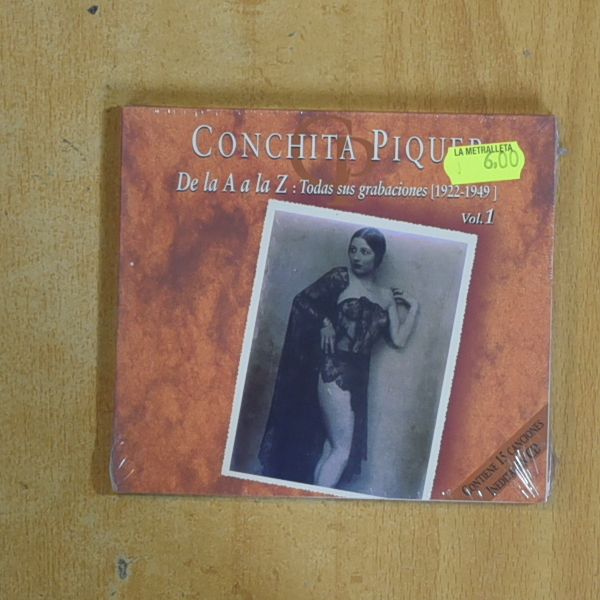 CONCHITA PIQUER
LA METRALLETA
6,00
De la A a la Z : Todas sus grabaciones [1922-1949]
Vol. 1
CONTIENE 15 CANCIONES